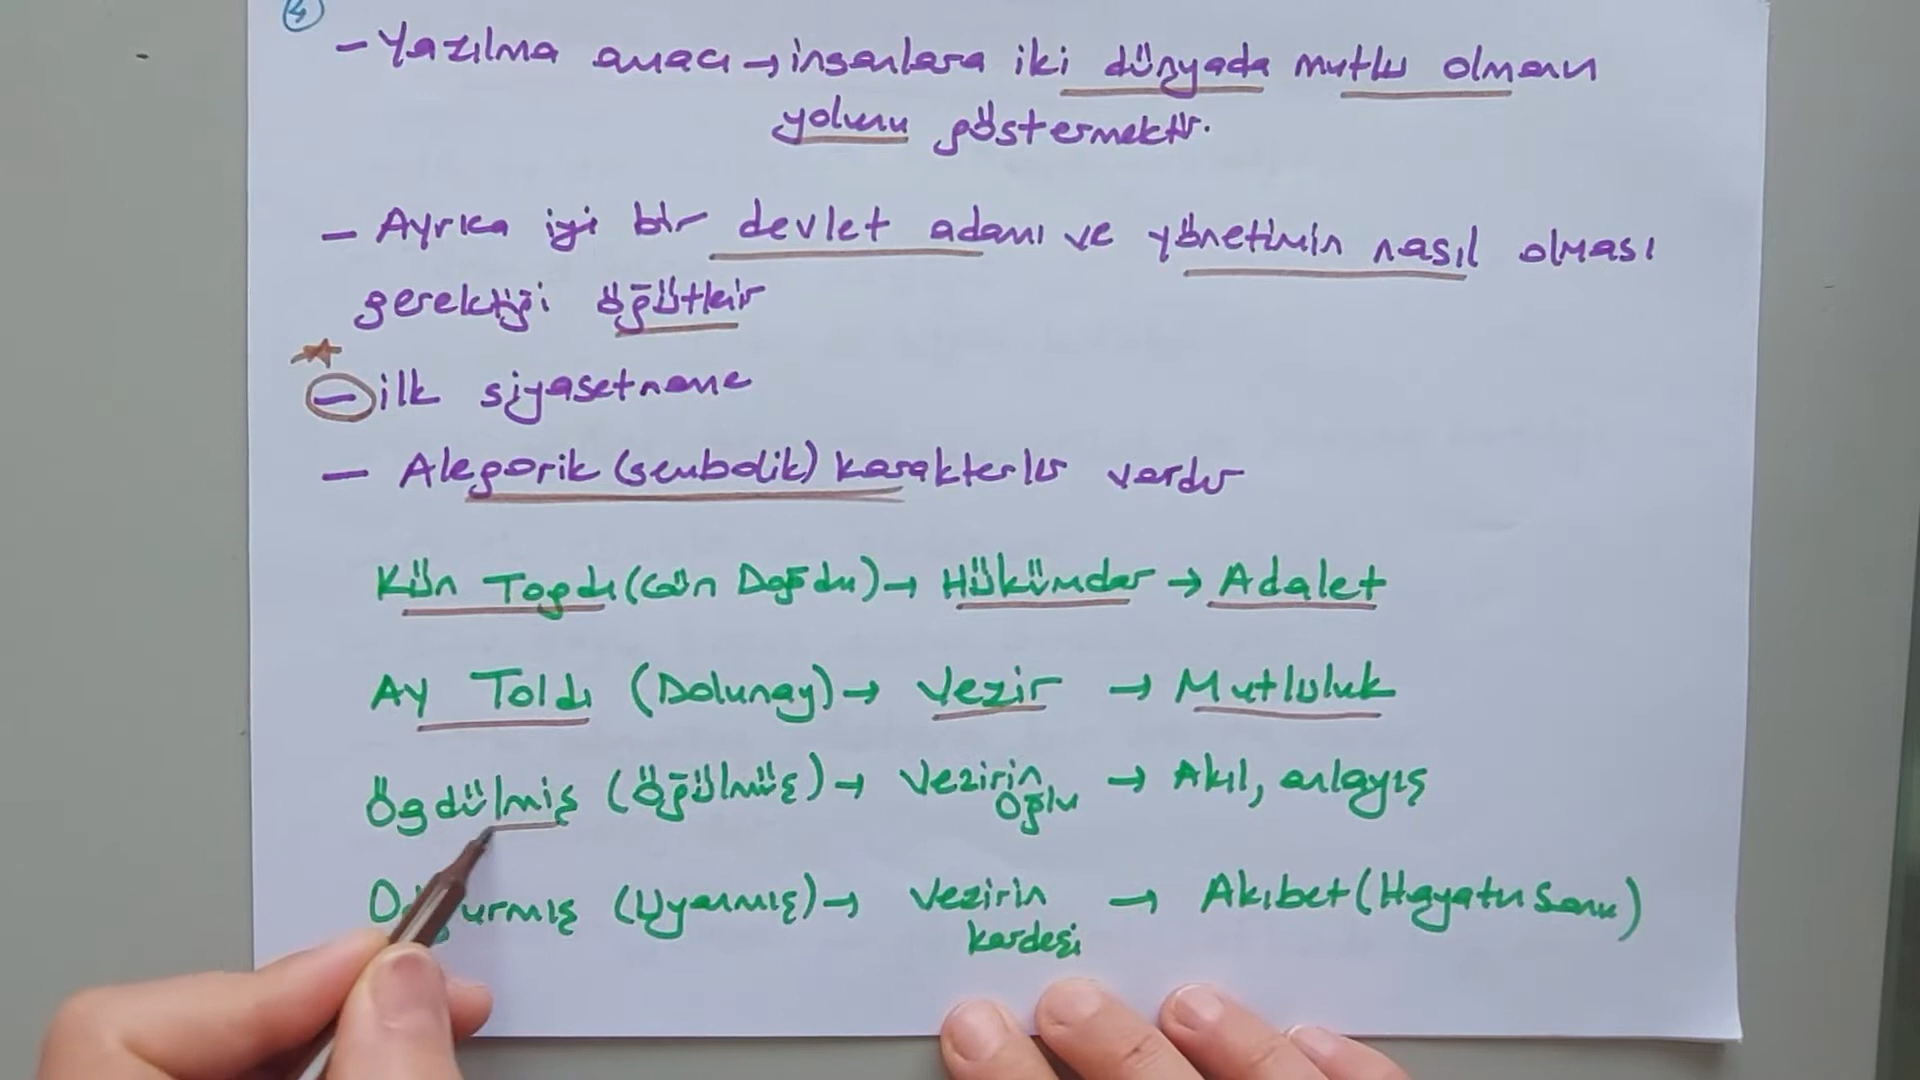 4
- Yazılma amacı → insanlara iki dünyada mutlu olmanın
yolunu göstermektir.
- Ayrıca iyi bir devlet adamı ve yönetimin nasıl olması
gerektiği öğütlenir
- ilk siyasetname
- Alegorik (sembolik) karakterler vardır
Kün Togdı (Gün Doğdu) → Hükümdar → Adalet
Ay Toldı (Dolunay) → Vezir → Mutluluk
Ögdülmiş (Öğülmüş) → Vezirin oğlu → Akıl, anlayış
(Uyanmış) → Vezirin kardeşi → Akıbet (Hayatın Sonu)